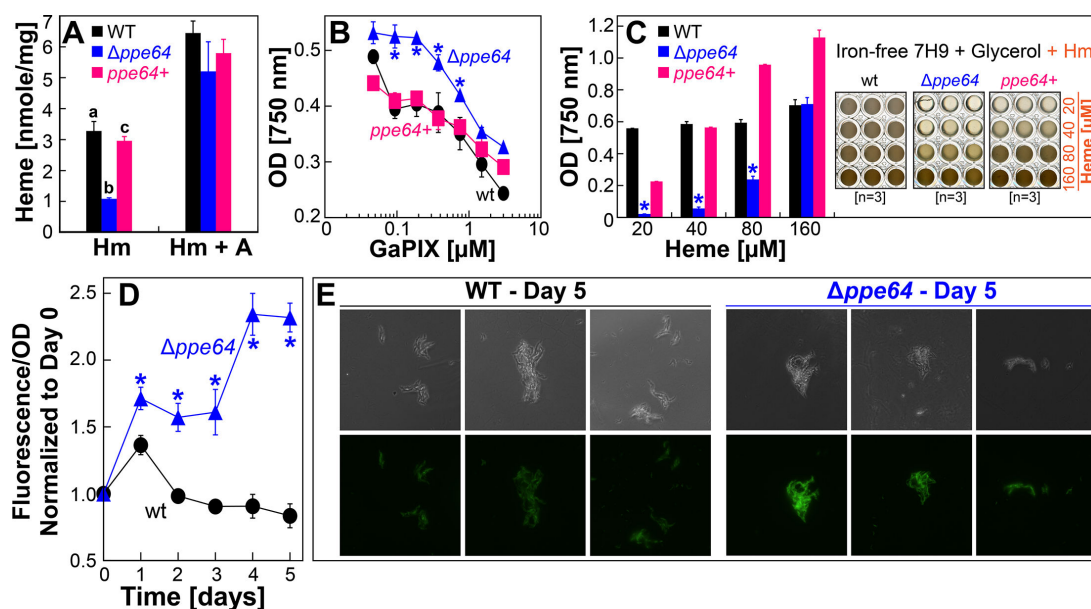 A
WT
Δppe64
ppe64+
Heme [nmole/mg]
7
6
5
4
3
2
1
0
a
b
c
Hm
Hm + A
B
OD [750 nm]
0.5
0.4
0.3
0.2
Δppe64
* * * * *
ppe64+
wt
0
0.1
1
10
GaPIX [µM]
C
WT
Δppe64
ppe64+
OD [750 nm]
1.2
0.9
0.6
0.4
0.2
0
* * *
20 40 80 160
Heme [µM]
Iron-free 7H9 + Glycerol + Hm
wt Δppe64 ppe64+
20
40
80
160
Heme [µM]
[n=3] [n=3] [n=3]
D
Fluorescence/OD
Normalized to Day 0
2.5
2.0
1.5
1.0
0.5
Δppe64
* * * * *
wt
0 1 2 3 4 5
Time [days]
E
WT - Day 5
Δppe64 - Day 5